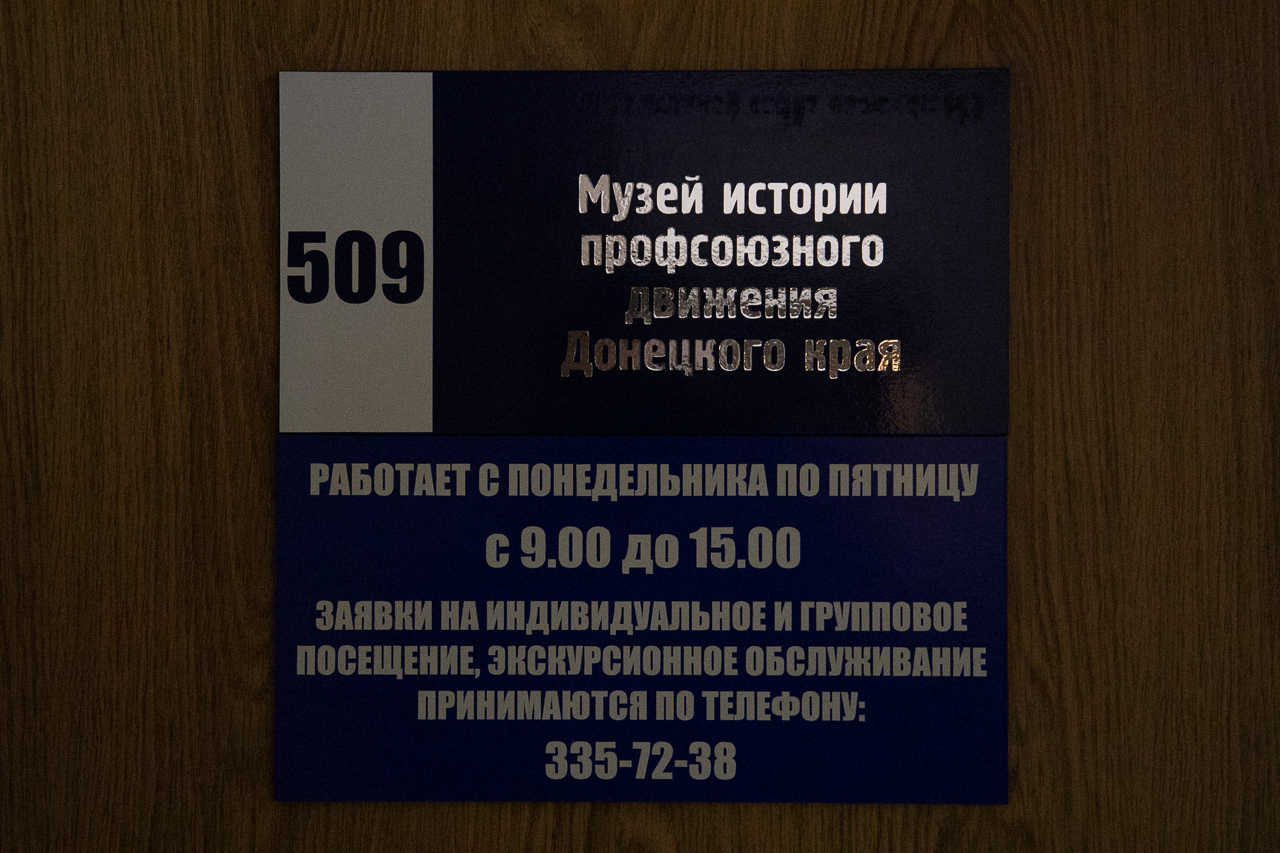 509
Музей истории
профсоюзного
движения
Донецкого края
РАБОТАЕТ С ПОНЕДЕЛЬНИКА ПО ПЯТНИЦУ
с 9.00 до 15.00
ЗАЯВКИ НА ИНДИВИДУАЛЬНОЕ И ГРУППОВОЕ
ПОСЕЩЕНИЕ, ЭКСКУРСИОННОЕ ОБСЛУЖИВАНИЕ
ПРИНИМАЮТСЯ ПО ТЕЛЕФОНУ:
335-72-38